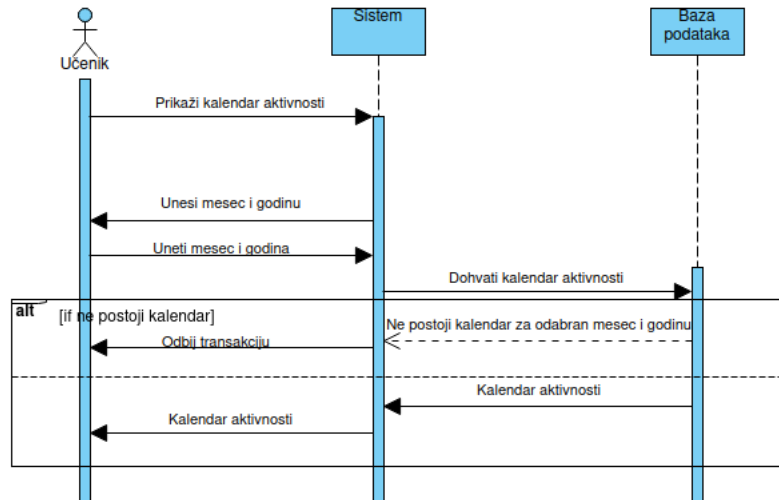 Sistem
Baza
podataka
Učenik
Prikaži kalendar aktivnosti
Unesi mesec i godinu
Uneti mesec i godina
Dohvati kalendar aktivnosti
alt
[if ne postoji kalendar]
Ne postoji kalendar za odabran mesec i godinu
Odbij transakciju
Kalendar aktivnosti
Kalendar aktivnosti